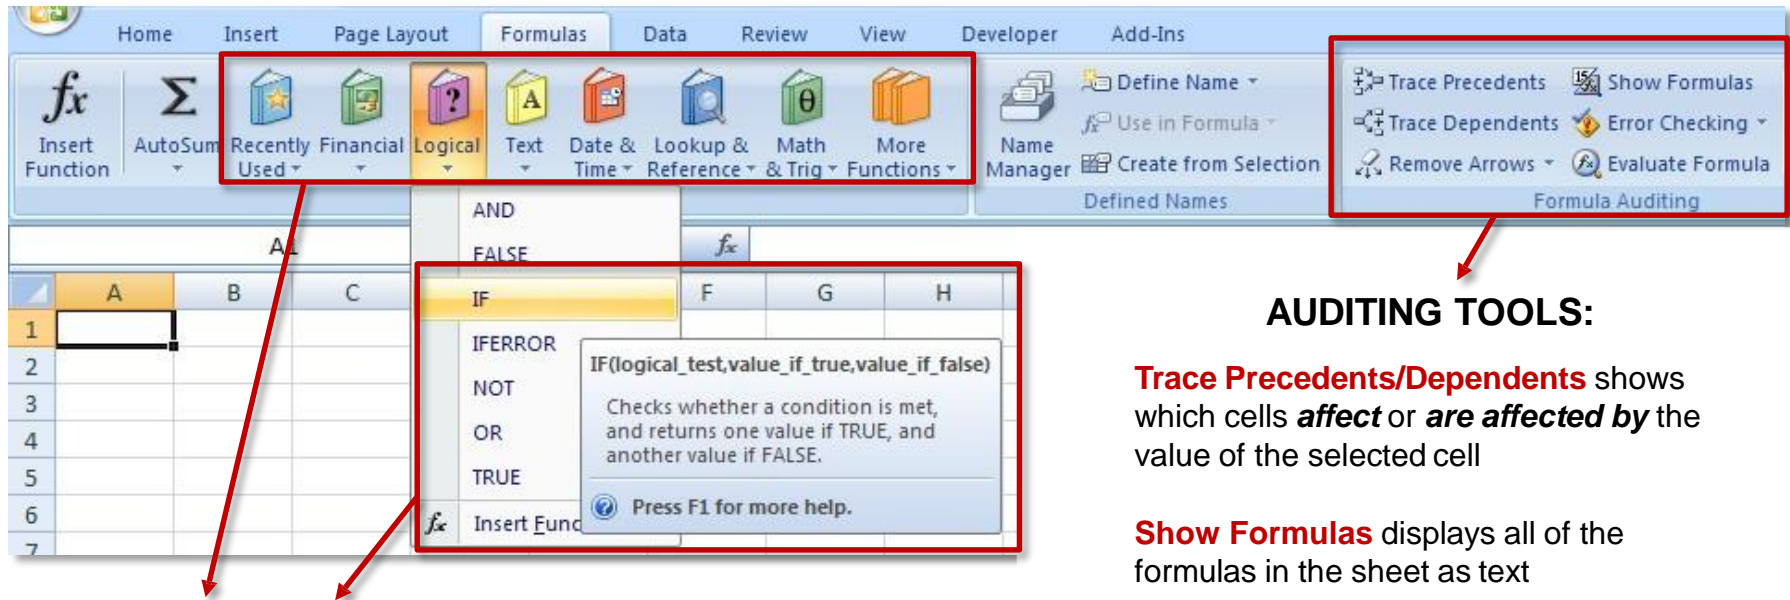 Home Insert Page Layout Formulas Data Review View Developer Add-Ins
fx Insert Function
Σ AutoSum
Recently Used
Financial
? Logical
A Text
Date & Time
Lookup & Reference
θ Math & Trig
More Functions
Name Manager
Define Name
fx Use in Formula
Create from Selection
Defined Names
Trace Precedents
Trace Dependents
Remove Arrows
15 Show Formulas
Error Checking
fx Evaluate Formula
Formula Auditing
A1 fx
A B C F G H
1
2
3
4
5
6
7
AND
FALSE
IF
IFERROR
NOT
OR
TRUE
fx Insert Func
IF(logical_test,value_if_true,value_if_false)
Checks whether a condition is met,
and returns one value if TRUE, and
another value if FALSE.
? Press F1 for more help.
AUDITING TOOLS:
Trace Precedents/Dependents shows
which cells affect or are affected by the
value of the selected cell
Show Formulas displays all of the
formulas in the sheet as text